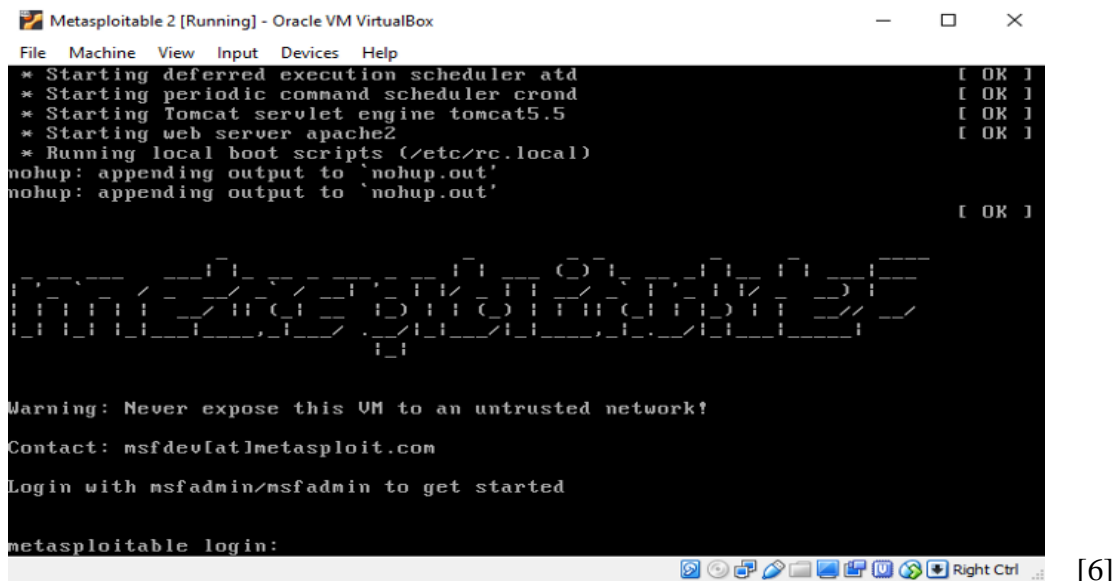 Metasploitable 2 [Running] - Oracle VM VirtualBox
File Machine View Input Devices Help
* Starting deferred execution scheduler atd [ OK ]
* Starting periodic command scheduler crond [ OK ]
* Starting Tomcat servlet engine tomcat5.5 [ OK ]
* Starting web server apache2 [ OK ]
* Running local boot scripts (/etc/rc.local)
nohup: appending output to `nohup.out'
nohup: appending output to `nohup.out'
[ OK ]
metasploitable2
Warning: Never expose this VM to an untrusted network!
Contact: msfdev[at]metasploit.com
Login with msfadmin/msfadmin to get started
metasploitable login:
Right Ctrl
[6]